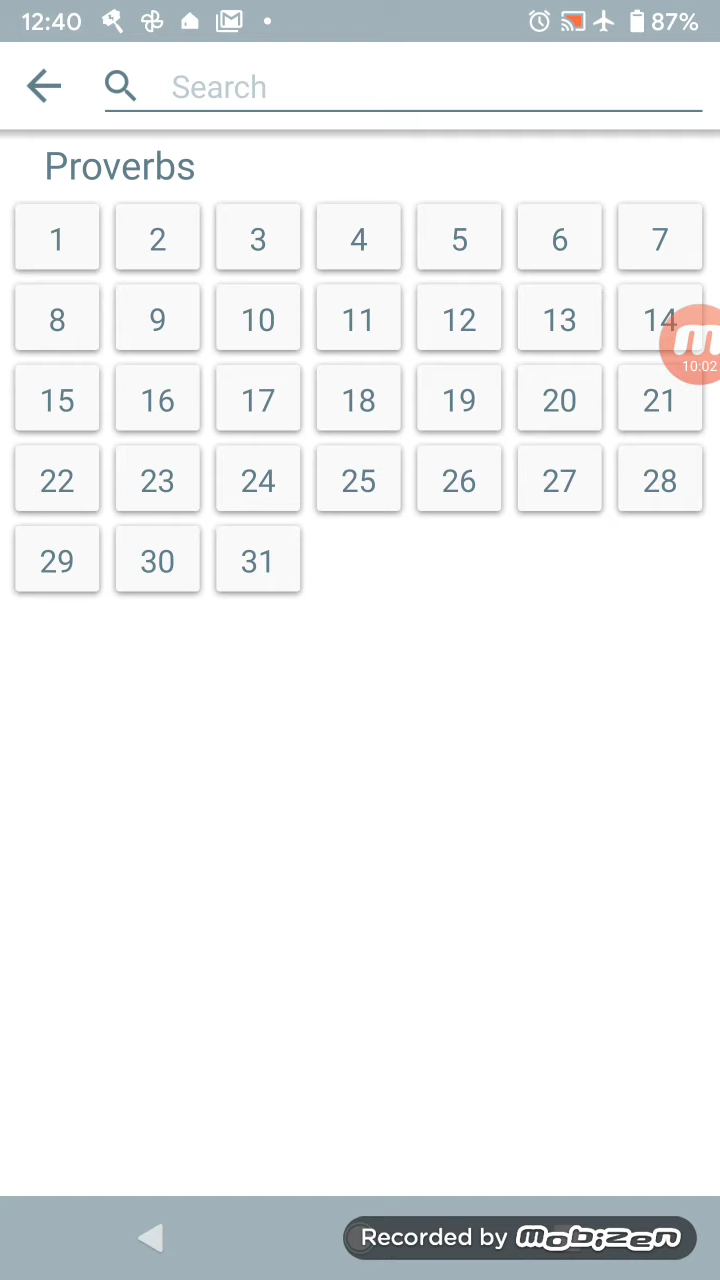 12:40 87%
Search
Proverbs
1 2 3 4 5 6 7
8 9 10 11 12 13 14
10:02
15 16 17 18 19 20 21
22 23 24 25 26 27 28
29 30 31
Recorded by mobizen